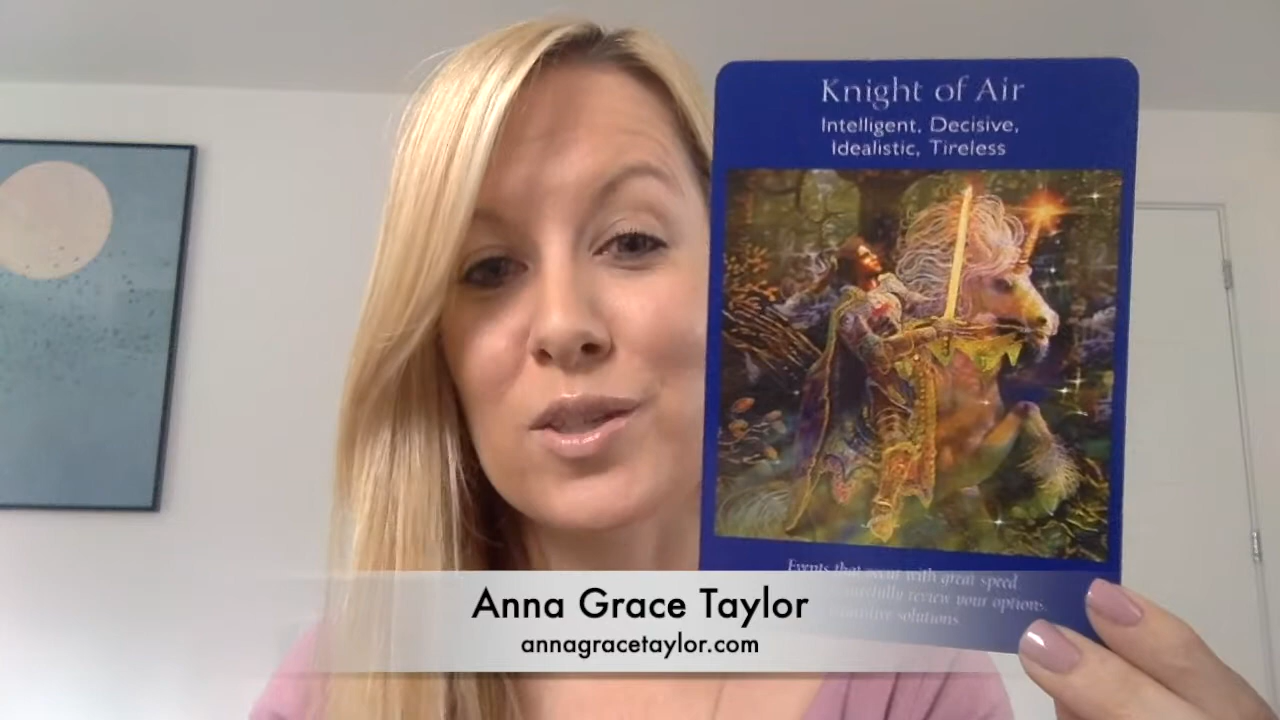 Knight of Air
Intelligent, Decisive,
Idealistic, Tireless
Events that occur with great speed.
carefully review your options.
solutions.
Anna Grace Taylor
annagracetaylor.com